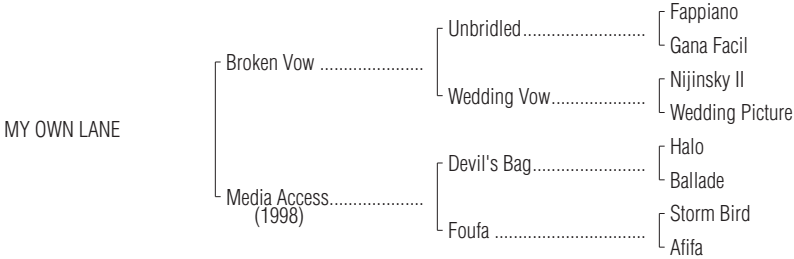 Fappiano
Unbridled..........................
Gana Facil
Broken Vow ......................
Nijinsky II
Wedding Vow....................
Wedding Picture
MY OWN LANE
Halo
Devil's Bag........................
Ballade
Media Access....................
(1998)
Storm Bird
Foufa ................................
Afifa